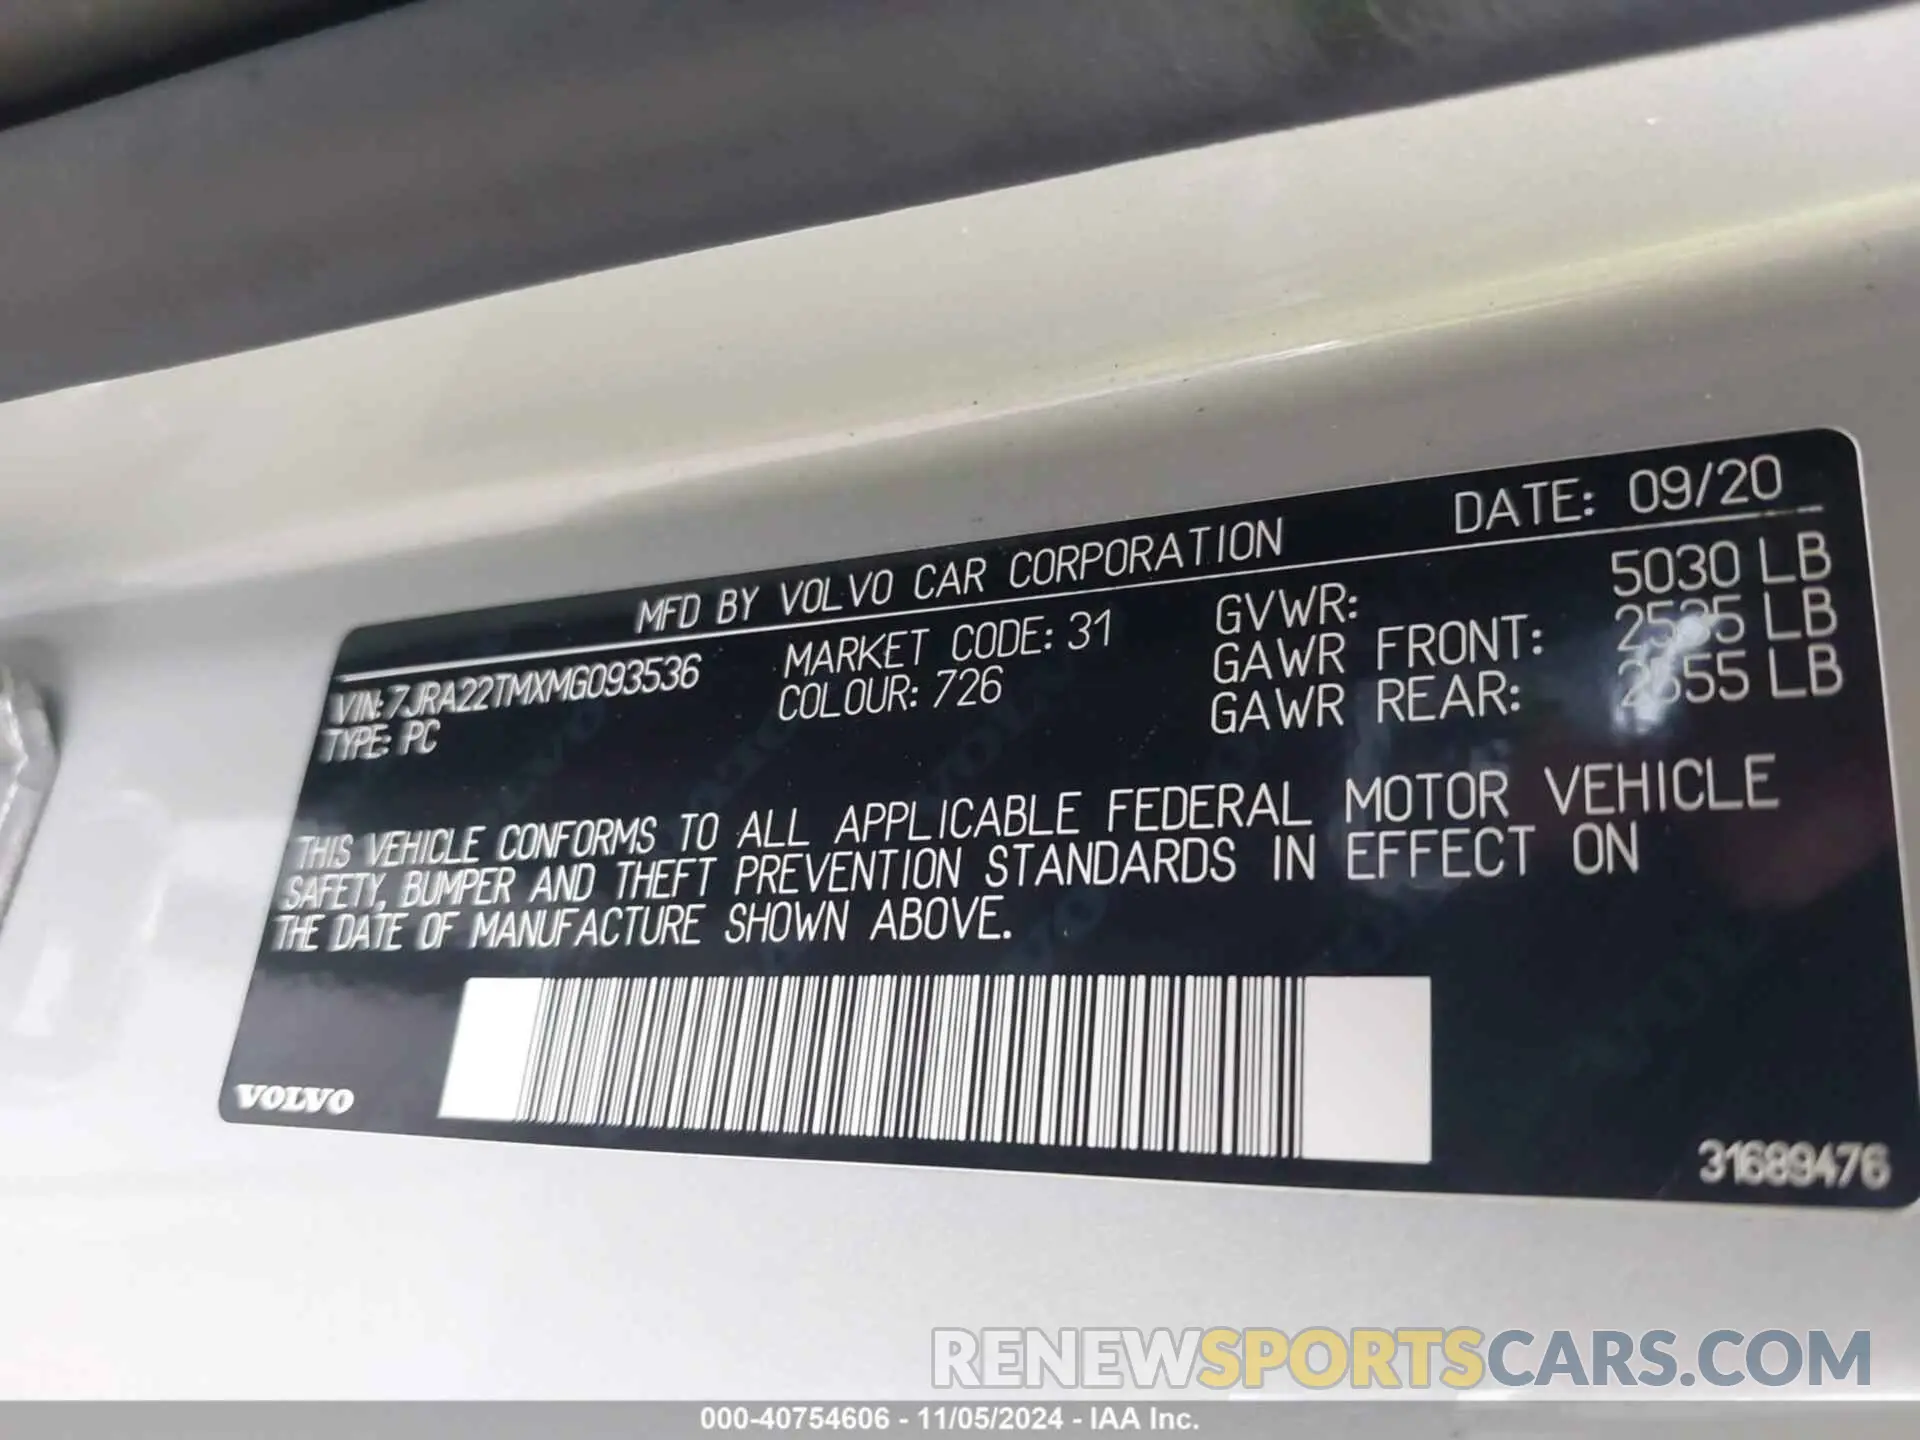 MFD BY VOLVO CAR CORPORATION DATE: 09/20
VIN: 7JRA22TMXMG093536 MARKET CODE: 31 GVWR: 5030 LB
TYPE: PC COLOUR: 726 GAWR FRONT: LB
GAWR REAR: 2555 LB
THIS VEHICLE CONFORMS TO ALL APPLICABLE FEDERAL MOTOR VEHICLE
SAFETY, BUMPER AND THEFT PREVENTION STANDARDS IN EFFECT ON
THE DATE OF MANUFACTURE SHOWN ABOVE.
VOLVO
31689476
RENEWSPORTSCARS.COM
000-40754606 - 11/05/2024 - IAA Inc.